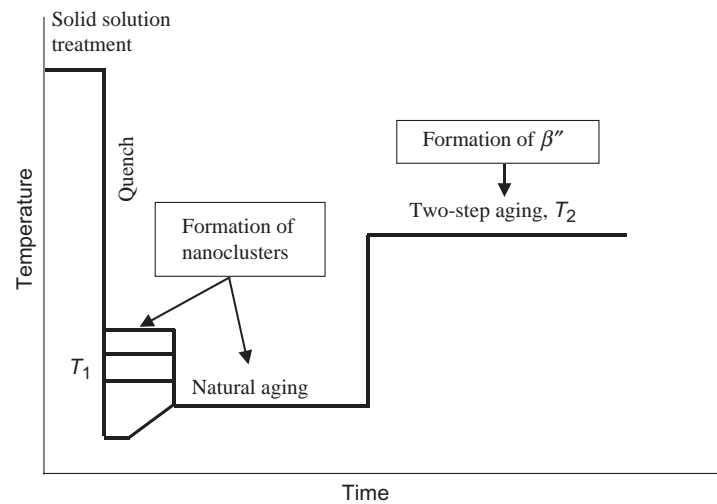 Solid solution
treatment
Temperature
Quench
Formation of β″
Two-step aging, T2
Formation of
nanoclusters
T1
Natural aging
Time